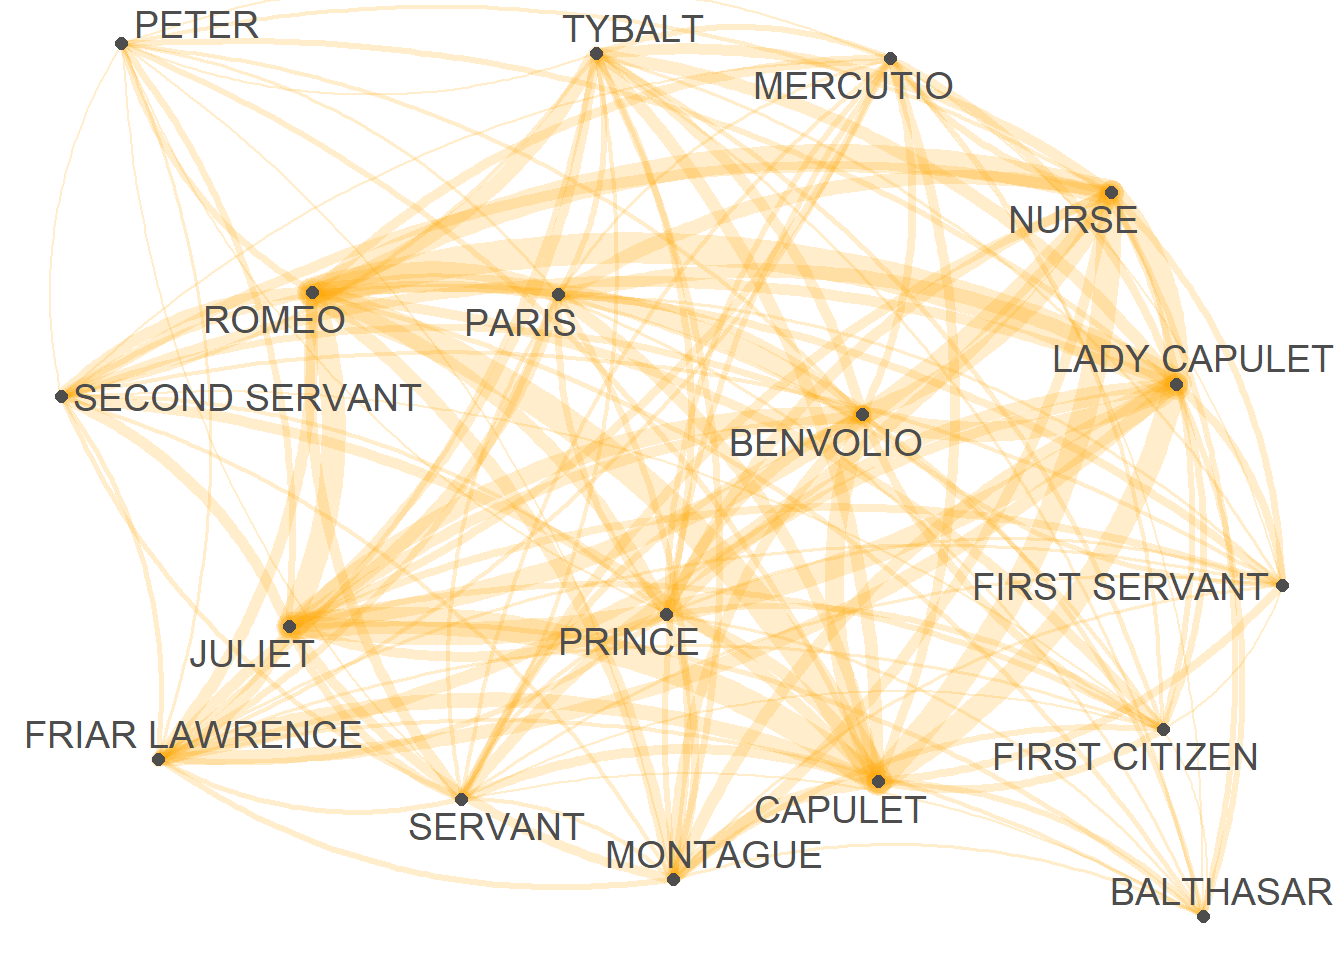 PETER
TYBALT
MERCUTIO
NURSE
ROMEO
PARIS
LADY CAPULET
SECOND SERVANT
BENVOLIO
FIRST SERVANT
JULIET
PRINCE
FRIAR LAWRENCE
FIRST CITIZEN
CAPULET
SERVANT
MONTAGUE
BALTHASAR